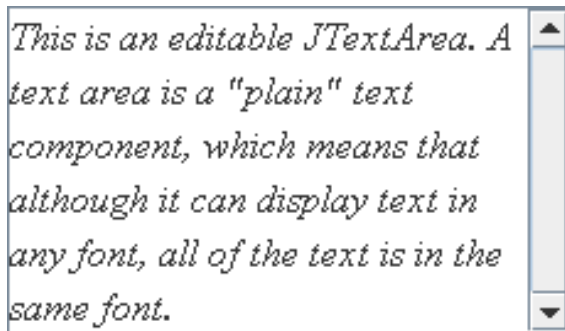 This is an editable JTextArea. A
text area is a "plain" text
component, which means that
although it can display text in
any font, all of the text is in the
same font.